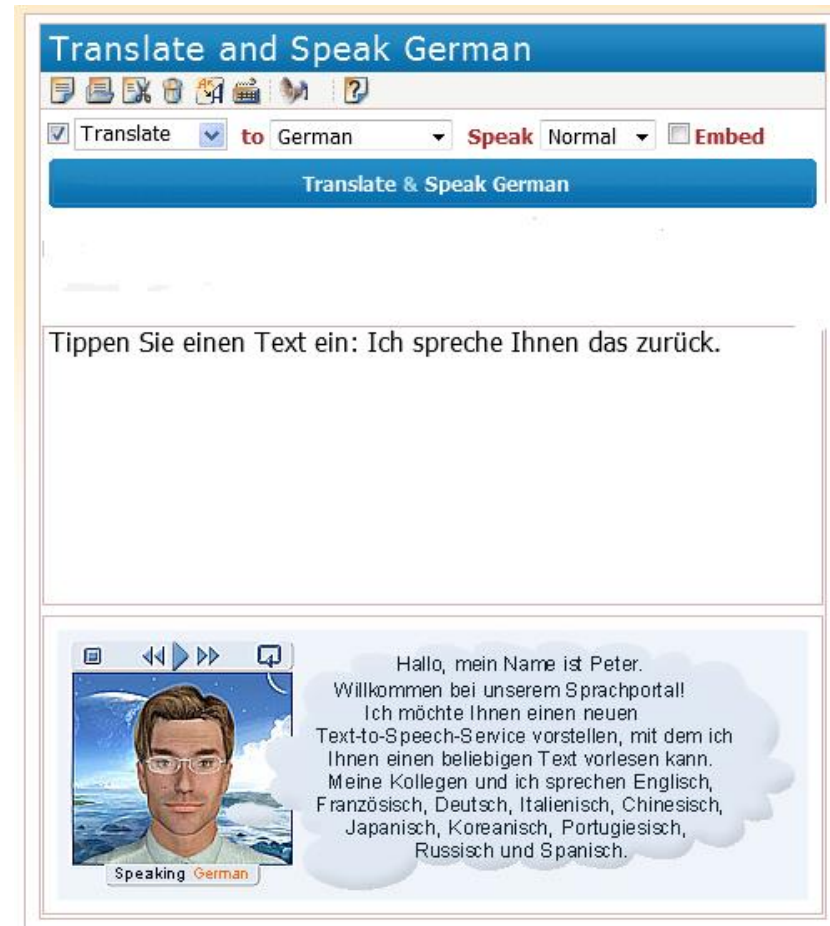 Translate and Speak German
Translate to German Speak Normal Embed
Translate & Speak German
Tippen Sie einen Text ein: Ich spreche Ihnen das zurück.
Hallo, mein Name ist Peter.
Willkommen bei unserem Sprachportal!
Ich möchte Ihnen einen neuen
Text-to-Speech-Service vorstellen, mit dem ich
Ihnen einen beliebigen Text vorlesen kann.
Meine Kollegen und ich sprechen Englisch,
Französisch, Deutsch, Italienisch, Chinesisch,
Japanisch, Koreanisch, Portugiesisch,
Russisch und Spanisch.
Speaking German